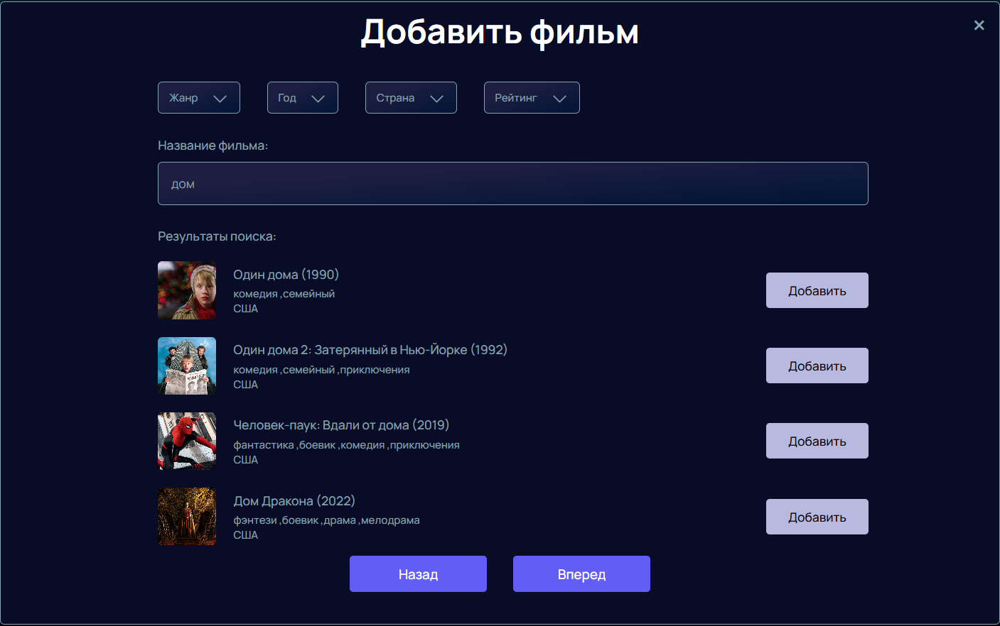 Добавить фильм
×
Жанр
Год
Страна
Рейтинг
Название фильма:
дом
Результаты поиска:
Один дома (1990)
комедия ,семейный
США
Добавить
Один дома 2: Затерянный в Нью-Йорке (1992)
комедия ,семейный ,приключения
США
Добавить
Человек-паук: Вдали от дома (2019)
фантастика ,боевик ,комедия ,приключения
США
Добавить
Дом Дракона (2022)
фэнтези ,боевик ,драма ,мелодрама
США
Добавить
Назад
Вперед